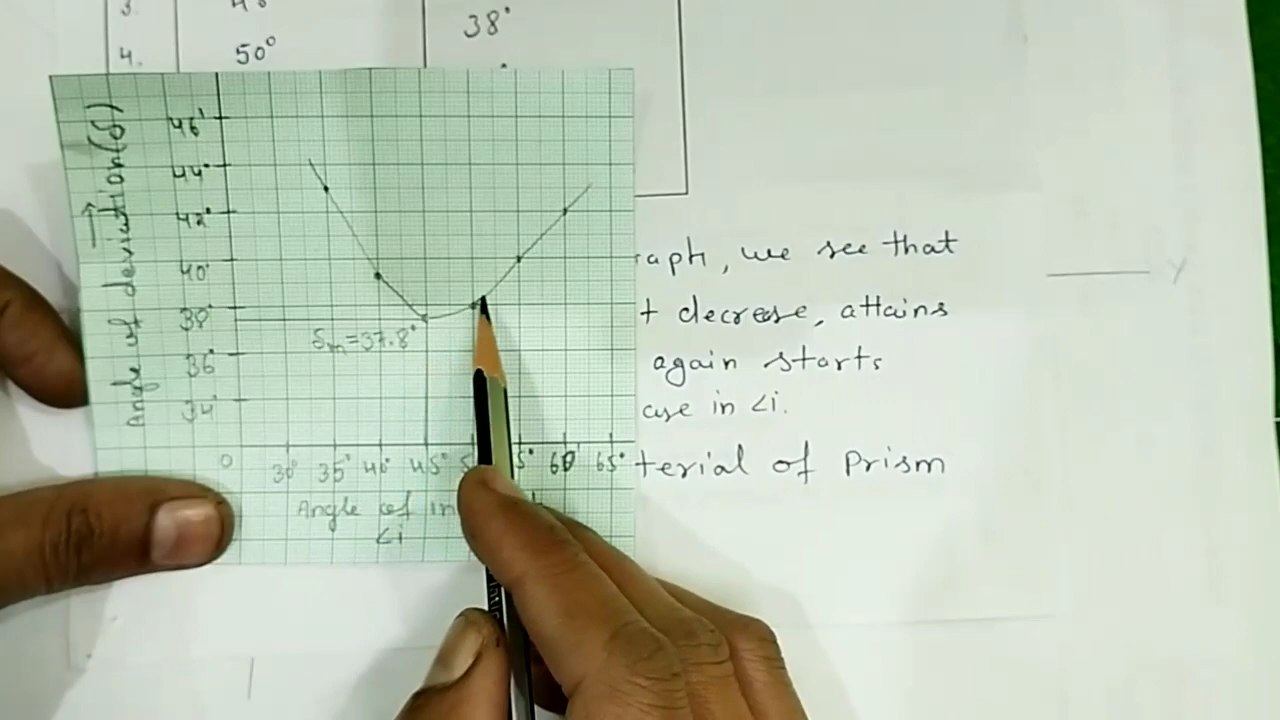 3.
4. 50°
38°
Angle of deviation(δ)
46°
44°
42°
40°
38°
36°
34°
δm=37.8°
0 30° 35° 40° 45° 60° 65°
Angle of in
∠i
raph, we see that
t decrease, attains
again starts
ase in ∠i.
terial of Prism
Y